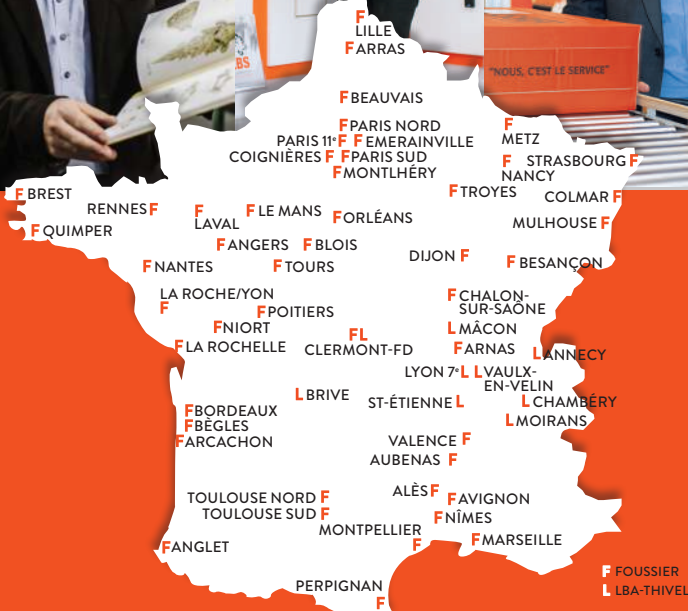 BS
"NOUS, C'EST LE SERVICE"
F
LILLE
F ARRAS
F BEAUVAIS
F PARIS NORD
PARIS 11e F F EMERAINVILLE
COIGNIÈRES F F PARIS SUD
F MONTLHÉRY
F
METZ
F STRASBOURG F
NANCY
F TROYES
COLMAR F
F BREST
RENNES F
F
LAVAL
F LE MANS
F ORLÉANS
MULHOUSE F
F QUIMPER
F ANGERS
F BLOIS
DIJON F
F BESANÇON
F NANTES
F TOURS
LA ROCHE/YON
F
F POITIERS
F CHALON-
SUR-SAÔNE
F NIORT
FL
CLERMONT-FD
L MÂCON
F LA ROCHELLE
F ARNAS
L ANNECY
LYON 7e L L VAULX-
EN-VELIN
L BRIVE
ST-ÉTIENNE L
L CHAMBÉRY
F BORDEAUX
F BÈGLES
L MOIRANS
F ARCACHON
VALENCE F
AUBENAS F
TOULOUSE NORD F
ALÈS F
F AVIGNON
TOULOUSE SUD F
F NÎMES
MONTPELLIER
F
F MARSEILLE
F ANGLET
PERPIGNAN
F
F FOUSSIER
L LBA-THIVEL